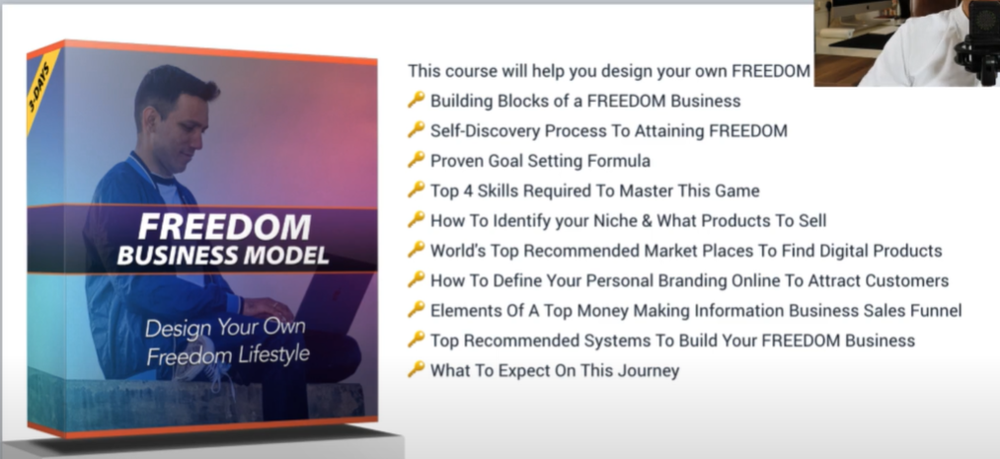 3-DAYS
FREEDOM
BUSINESS MODEL
Design Your Own
Freedom Lifestyle
This course will help you design your own FREEDOM
Building Blocks of a FREEDOM Business
Self-Discovery Process To Attaining FREEDOM
Proven Goal Setting Formula
Top 4 Skills Required To Master This Game
How To Identify your Niche & What Products To Sell
World's Top Recommended Market Places To Find Digital Products
How To Define Your Personal Branding Online To Attract Customers
Elements Of A Top Money Making Information Business Sales Funnel
Top Recommended Systems To Build Your FREEDOM Business
What To Expect On This Journey